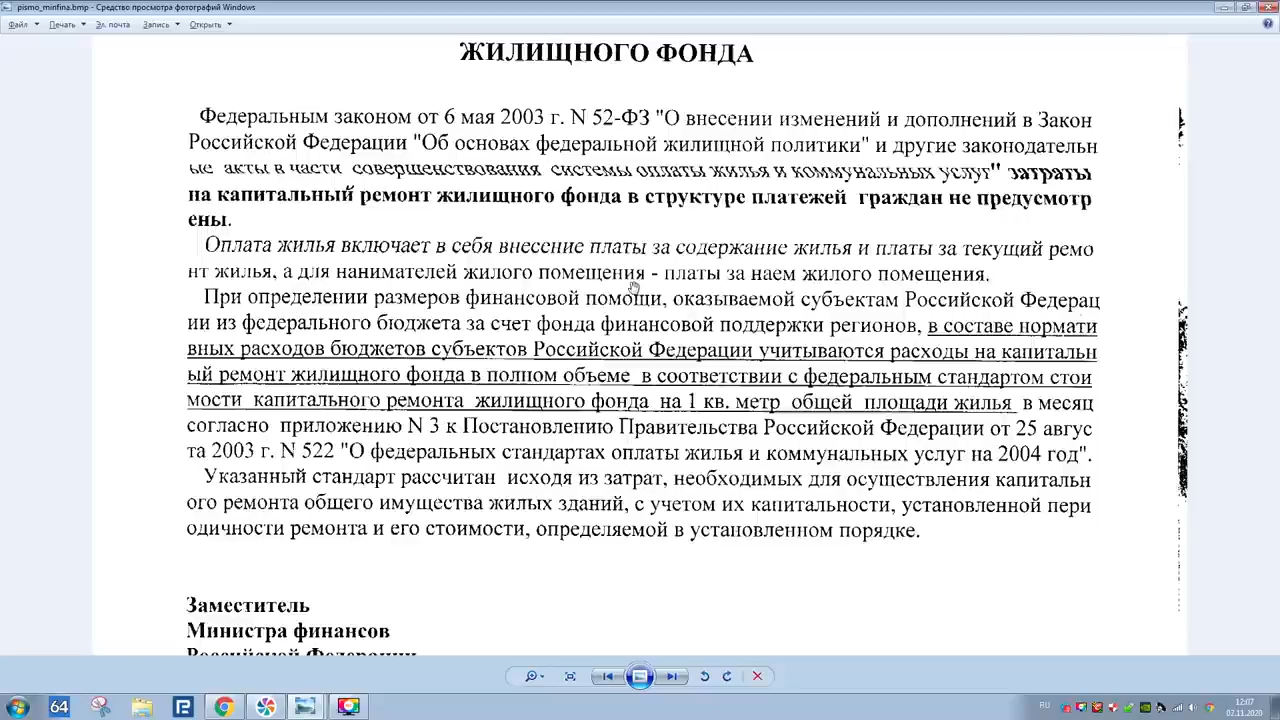 pismo_minfina.bmp - Средство просмотра фотографий Windows
Файл Печать Эл. почта Запись Открыть
ЖИЛИЩНОГО ФОНДА
Федеральным законом от 6 мая 2003 г. N 52-ФЗ "О внесении изменений и дополнений в Закон
Российской Федерации "Об основах федеральной жилищной политики" и другие законодательн
ые акты в части совершенствования системы оплаты жилья и коммунальных услуг" затраты
на капитальный ремонт жилищного фонда в структуре платежей граждан не предусмотр
ены.
Оплата жилья включает в себя внесение платы за содержание жилья и платы за текущий ремо
нт жилья, а для нанимателей жилого помещения - платы за наем жилого помещения.
При определении размеров финансовой помощи, оказываемой субъектам Российской Федерац
ии из федерального бюджета за счет фонда финансовой поддержки регионов, в составе нормати
вных расходов бюджетов субъектов Российской Федерации учитываются расходы на капитальн
ый ремонт жилищного фонда в полном объеме в соответствии с федеральным стандартом стои
мости капитального ремонта жилищного фонда на 1 кв. метр общей площади жилья в месяц
согласно приложению N 3 к Постановлению Правительства Российской Федерации от 25 авгус
та 2003 г. N 522 "О федеральных стандартах оплаты жилья и коммунальных услуг на 2004 год".
Указанный стандарт рассчитан исходя из затрат, необходимых для осуществления капитальн
ого ремонта общего имущества жилых зданий, с учетом их капитальности, установленной пери
одичности ремонта и его стоимости, определяемой в установленном порядке.
Заместитель
Министра финансов
Российской Федерации
64
RU
12:07
02.11.2020